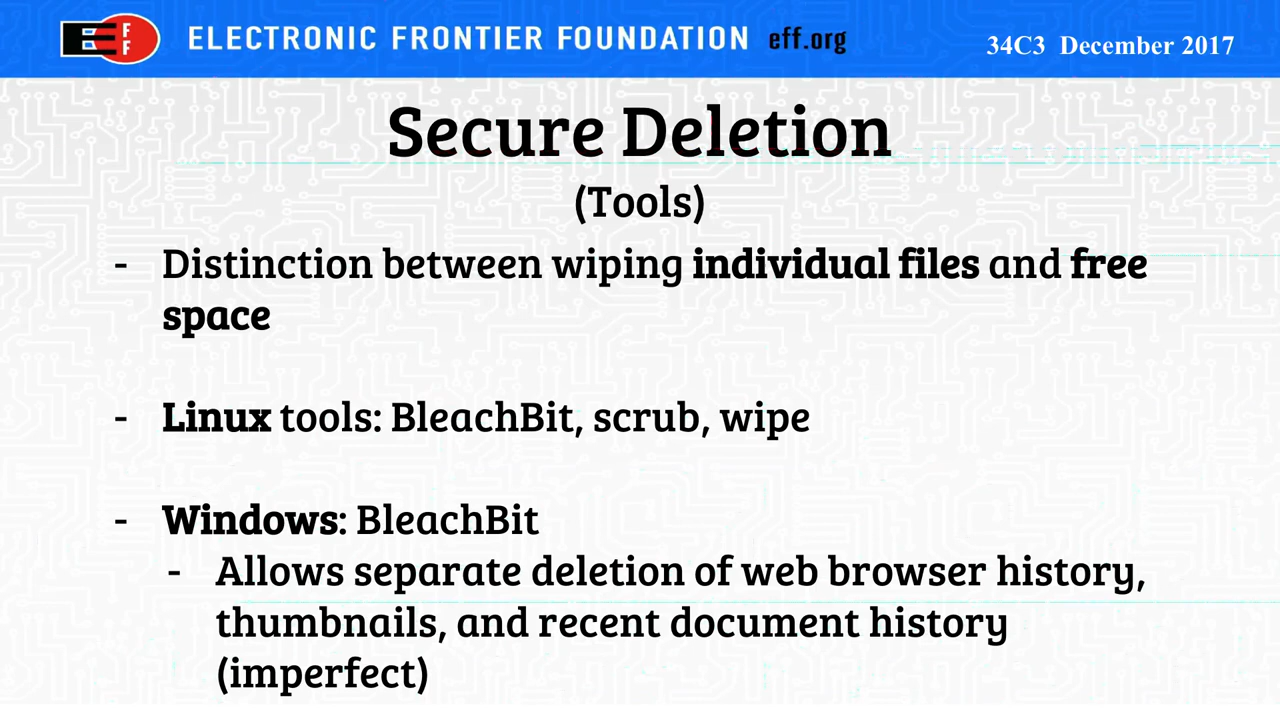 EFF ELECTRONIC FRONTIER FOUNDATION eff.org 34C3 December 2017
Secure Deletion
(Tools)
- Distinction between wiping individual files and free
space
- Linux tools: BleachBit, scrub, wipe
- Windows: BleachBit
- Allows separate deletion of web browser history,
thumbnails, and recent document history
(imperfect)